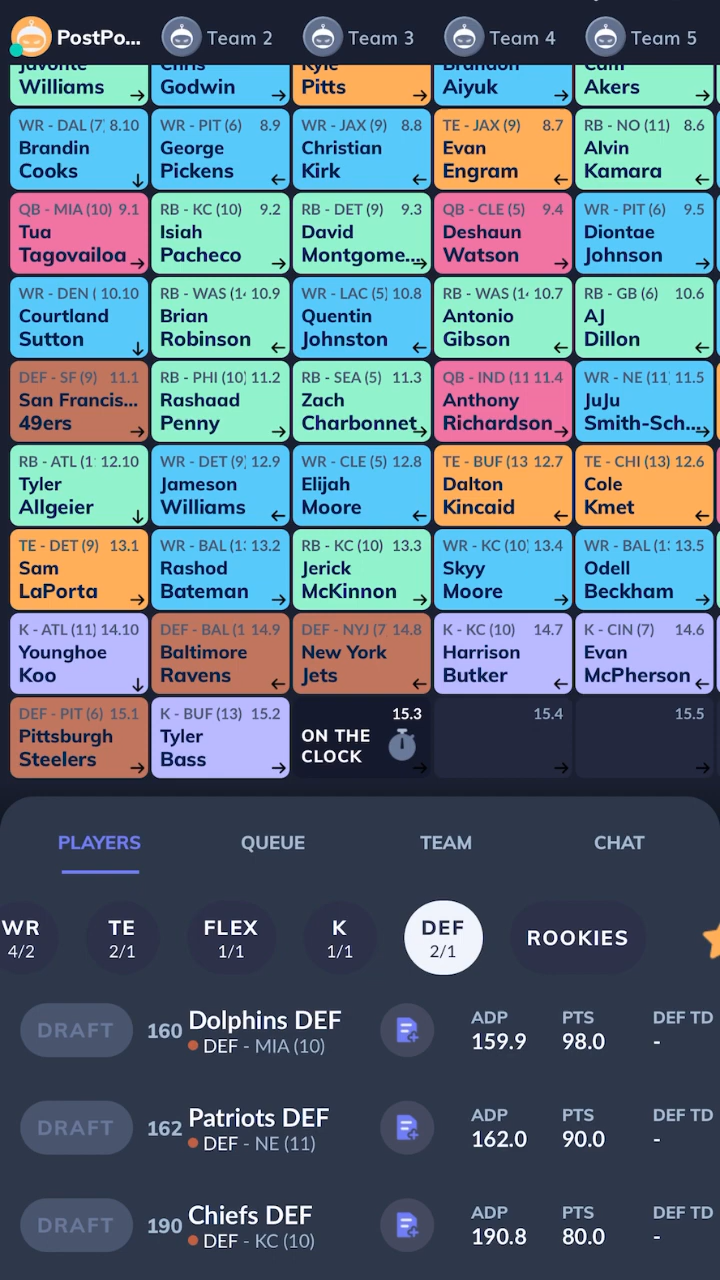 PostPo... Team 2 Team 3 Team 4 Team 5
Williams Godwin Pitts Aiyuk Akers
WR - DAL (7) 8.10 WR - PIT (6) 8.9 WR - JAX (9) 8.8 TE - JAX (9) 8.7 RB - NO (11) 8.6
Brandin George Christian Evan Alvin
Cooks Pickens Kirk Engram Kamara
QB - MIA (10) 9.1 RB - KC (10) 9.2 RB - DET (9) 9.3 QB - CLE (5) 9.4 WR - PIT (6) 9.5
Tua Isiah David Deshaun Diontae
Tagovailoa Pacheco Montgome... Watson Johnson
WR - DEN ( 10.10 RB - WAS (14 10.9 WR - LAC (5) 10.8 RB - WAS (14 10.7 RB - GB (6) 10.6
Courtland Brian Quentin Antonio AJ
Sutton Robinson Johnston Gibson Dillon
DEF - SF (9) 11.1 RB - PHI (10) 11.2 RB - SEA (5) 11.3 QB - IND (11 11.4 WR - NE (11) 11.5
San Francis... Rashaad Zach Anthony JuJu
49ers Penny Charbonnet Richardson Smith-Sch...
RB - ATL (1 12.10 WR - DET (9) 12.9 WR - CLE (5) 12.8 TE - BUF (13 12.7 TE - CHI (13) 12.6
Tyler Jameson Elijah Dalton Cole
Allgeier Williams Moore Kincaid Kmet
TE - DET (9) 13.1 WR - BAL (1 13.2 RB - KC (10) 13.3 WR - KC (10) 13.4 WR - BAL (1 13.5
Sam Rashod Jerick Skyy Odell
LaPorta Bateman McKinnon Moore Beckham
K - ATL (11) 14.10 DEF - BAL (1 14.9 DEF - NYJ (7 14.8 K - KC (10) 14.7 K - CIN (7) 14.6
Younghoe Baltimore New York Harrison Evan
Koo Ravens Jets Butker McPherson
DEF - PIT (6) 15.1 K - BUF (13) 15.2 15.3 15.4 15.5
Pittsburgh Tyler ON THE
Steelers Bass CLOCK
PLAYERS QUEUE TEAM CHAT
WR TE FLEX K DEF ROOKIES
4/2 2/1 1/1 1/1 2/1
DRAFT 160 Dolphins DEF ADP PTS DEF TD
DEF - MIA (10) 159.9 98.0 -
DRAFT 162 Patriots DEF ADP PTS DEF TD
DEF - NE (11) 162.0 90.0 -
DRAFT 190 Chiefs DEF ADP PTS DEF TD
DEF - KC (10) 190.8 80.0 -